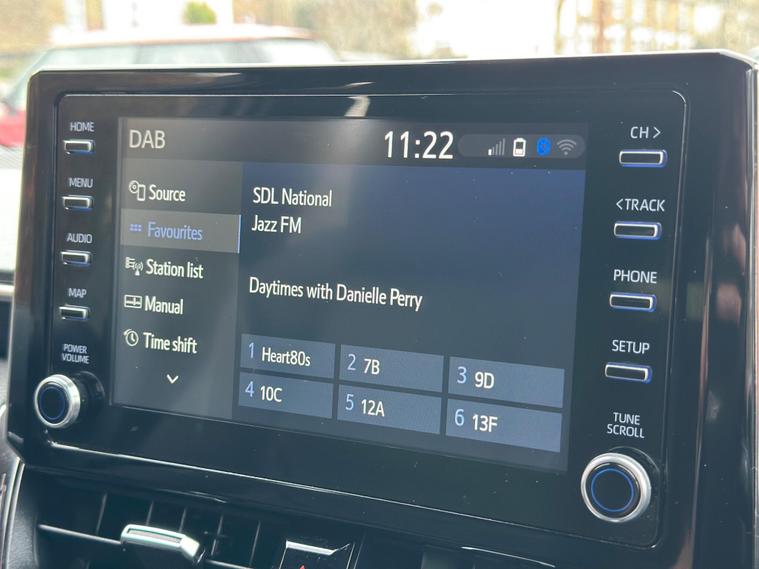 HOME
MENU
AUDIO
MAP
POWER
VOLUME
DAB
11:22
Source
Favourites
Station list
Manual
Time shift
SDL National
Jazz FM
Daytimes with Danielle Perry
1 Heart80s
2 7B
3 9D
4 10C
5 12A
6 13F
CH >
< TRACK
PHONE
SETUP
TUNE
SCROLL